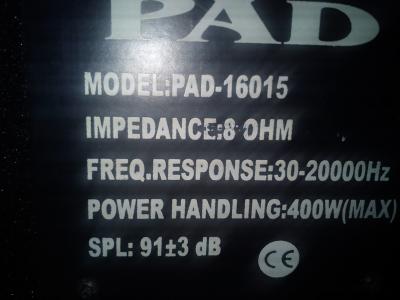 PAD
MODEL:PAD-16015
IMPEDANCE:8 OHM
FREQ.RESPONSE:30-20000Hz
POWER HANDLING:400W(MAX)
SPL: 91±3 dB
CE